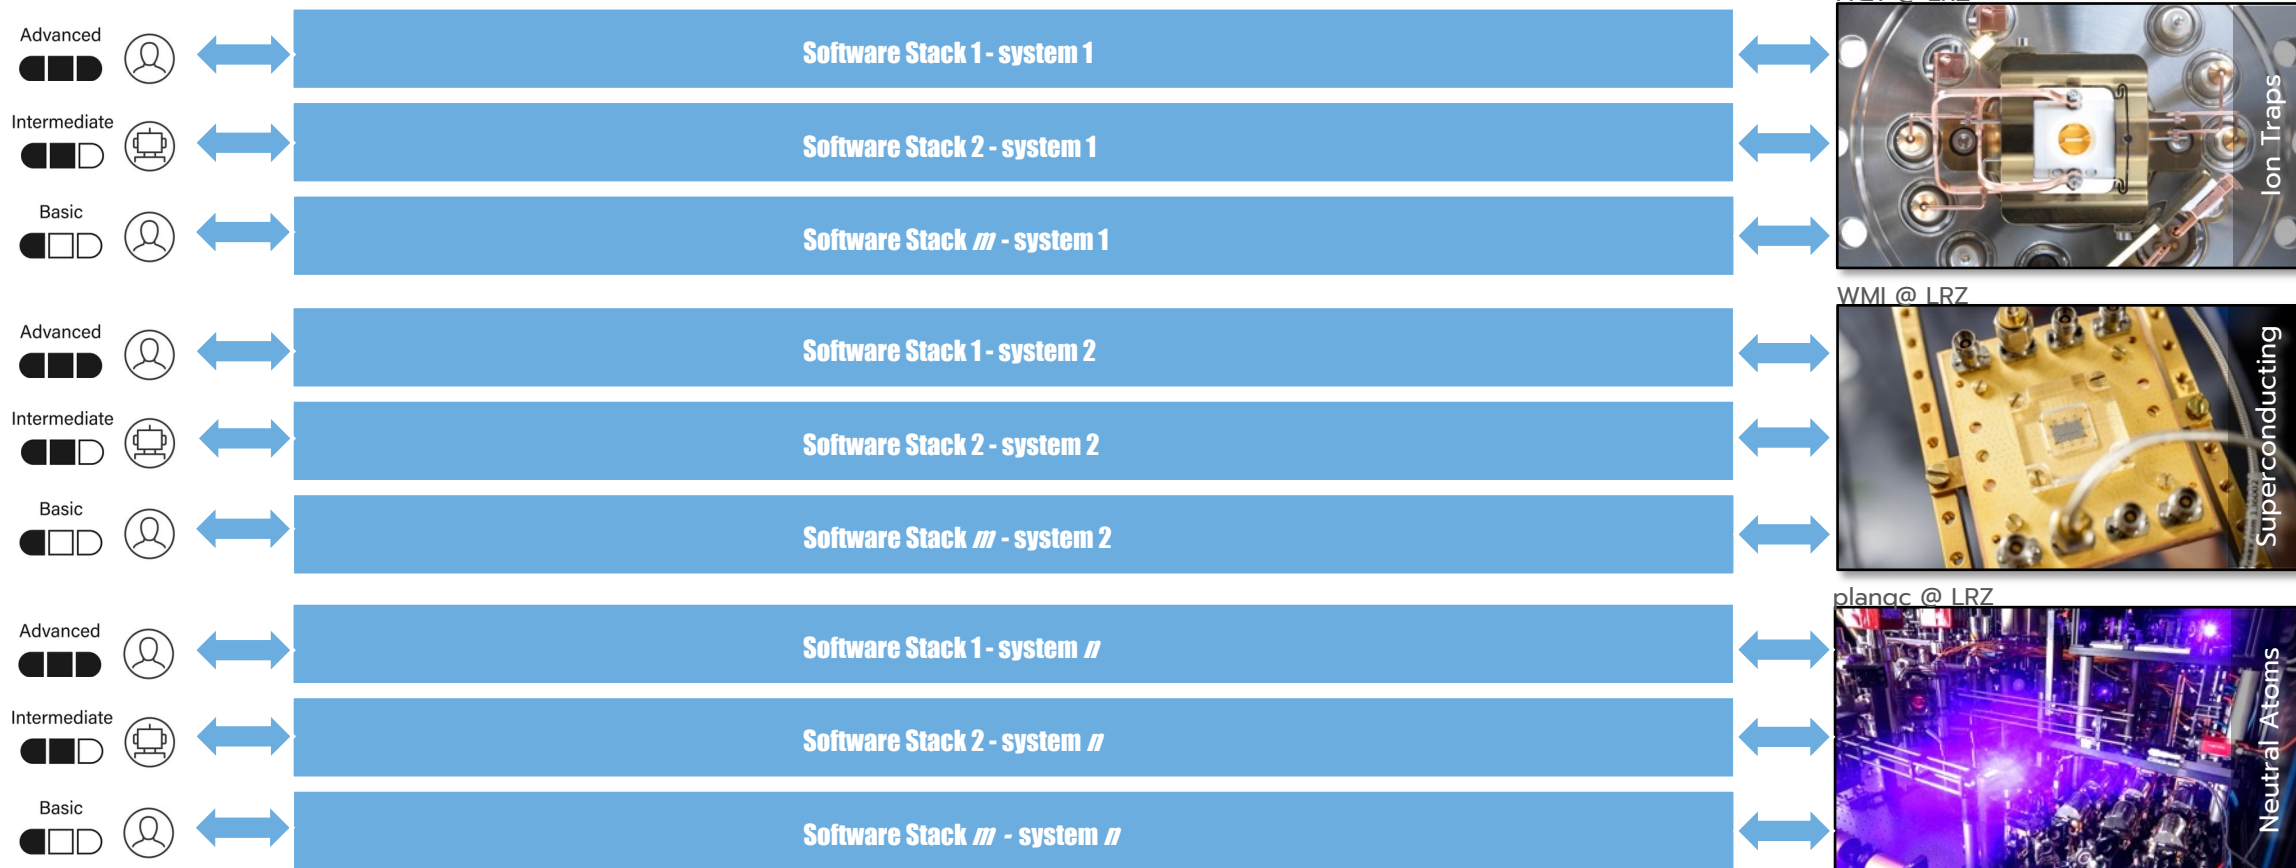 @ LRZ
Advanced
Software Stack 1 - system 1
Intermediate
Software Stack 2 - system 1
Ion Traps
Basic
Software Stack m - system 1
WMI @ LRZ
Advanced
Software Stack 1 - system 2
Intermediate
Software Stack 2 - system 2
Superconducting
Basic
Software Stack m - system 2
planqc @ LRZ
Advanced
Software Stack 1 - system n
Intermediate
Software Stack 2 - system n
Neutral Atoms
Basic
Software Stack m - system n